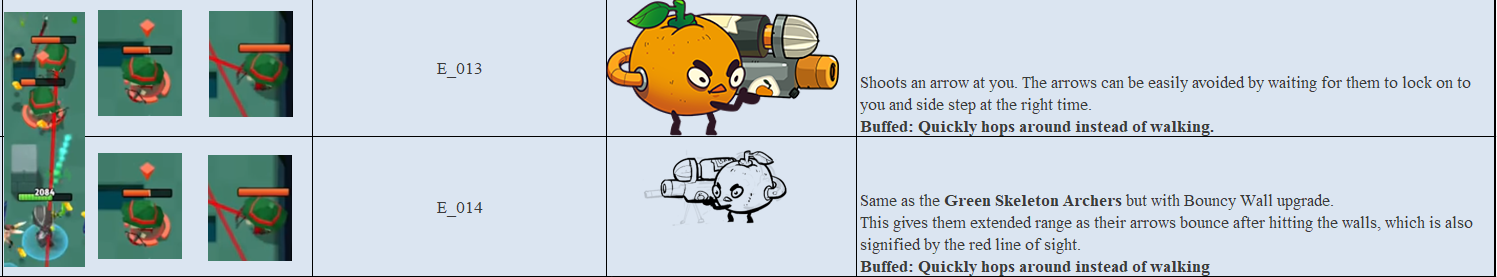 E_013
Shoots an arrow at you. The arrows can be easily avoided by waiting for them to lock on to
you and side step at the right time.
Buffed: Quickly hops around instead of walking.
2084
E_014
Same as the Green Skeleton Archers but with Bouncy Wall upgrade.
This gives them extended range as their arrows bounce after hitting the walls, which is also
signified by the red line of sight.
Buffed: Quickly hops around instead of walking